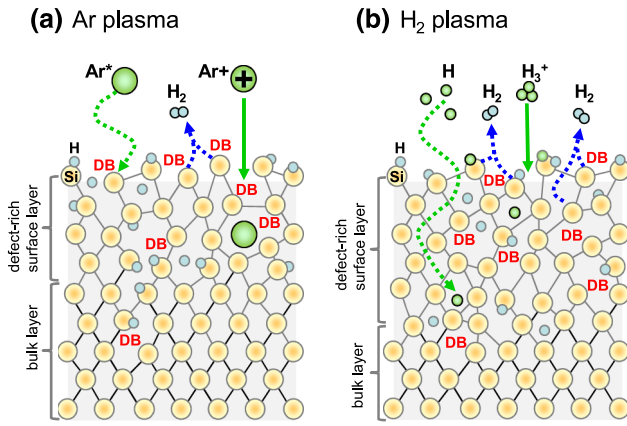 (a) Ar plasma
Ar*
H₂
Ar+
H
Si
DB
DB
DB
DB
DB
DB
DB
defect-rich
surface layer
bulk layer
(b) H₂ plasma
H
H₂
H₃⁺
H₂
H
Si
DB
DB
DB
DB
DB
DB
defect-rich
surface layer
bulk layer